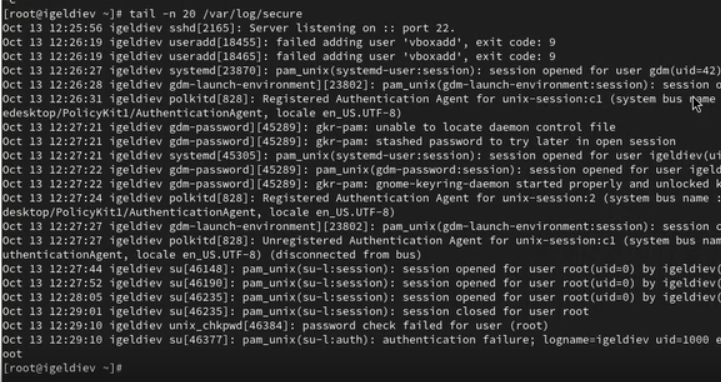 [root@igeldiev ~]# tail -n 20 /var/log/secure
Oct 13 12:25:56 igeldiev sshd[2165]: Server listening on :: port 22.
Oct 13 12:26:19 igeldiev useradd[18455]: failed adding user 'vboxadd', exit code: 9
Oct 13 12:26:19 igeldiev useradd[18465]: failed adding user 'vboxadd', exit code: 9
Oct 13 12:26:27 igeldiev systemd[23870]: pam_unix(systemd-user:session): session opened for user gdm(uid=42)
Oct 13 12:26:28 igeldiev gdm-launch-environment][23802]: pam_unix(gdm-launch-environment:session): session o
Oct 13 12:26:31 igeldiev polkitd[828]: Registered Authentication Agent for unix-session:c1 (system bus name
edesktop/PolicyKit1/AuthenticationAgent, locale en_US.UTF-8)
Oct 13 12:27:21 igeldiev gdm-password][45289]: gkr-pam: unable to locate daemon control file
Oct 13 12:27:21 igeldiev gdm-password][45289]: gkr-pam: stashed password to try later in open session
Oct 13 12:27:21 igeldiev systemd[45305]: pam_unix(systemd-user:session): session opened for user igeldiev(ui
Oct 13 12:27:22 igeldiev gdm-password][45289]: pam_unix(gdm-password:session): session opened for user igeld
Oct 13 12:27:22 igeldiev gdm-password][45289]: gkr-pam: gnome-keyring-daemon started properly and unlocked k
Oct 13 12:27:24 igeldiev polkitd[828]: Registered Authentication Agent for unix-session:2 (system bus name :
desktop/PolicyKit1/AuthenticationAgent, locale en_US.UTF-8)
Oct 13 12:27:27 igeldiev gdm-launch-environment][23802]: pam_unix(gdm-launch-environment:session): session c
Oct 13 12:27:27 igeldiev polkitd[828]: Unregistered Authentication Agent for unix-session:c1 (system bus nam
uthenticationAgent, locale en_US.UTF-8) (disconnected from bus)
Oct 13 12:27:44 igeldiev su[46148]: pam_unix(su-l:session): session opened for user root(uid=0) by igeldiev(
Oct 13 12:27:52 igeldiev su[46190]: pam_unix(su-l:session): session opened for user root(uid=0) by igeldiev(
Oct 13 12:28:05 igeldiev su[46235]: pam_unix(su-l:session): session opened for user root(uid=0) by igeldiev(
Oct 13 12:29:01 igeldiev su[46235]: pam_unix(su-l:session): session closed for user root
Oct 13 12:29:10 igeldiev unix_chkpwd[46384]: password check failed for user (root)
Oct 13 12:29:10 igeldiev su[46377]: pam_unix(su-l:auth): authentication failure; logname=igeldiev uid=1000 e
oot
[root@igeldiev ~]#